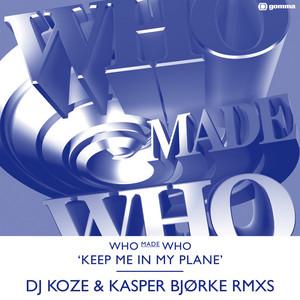 gomma
WHO
MADE
WHO
WHO MADE WHO
'KEEP ME IN MY PLANE'
DJ KOZE & KASPER BJØRKE RMXS